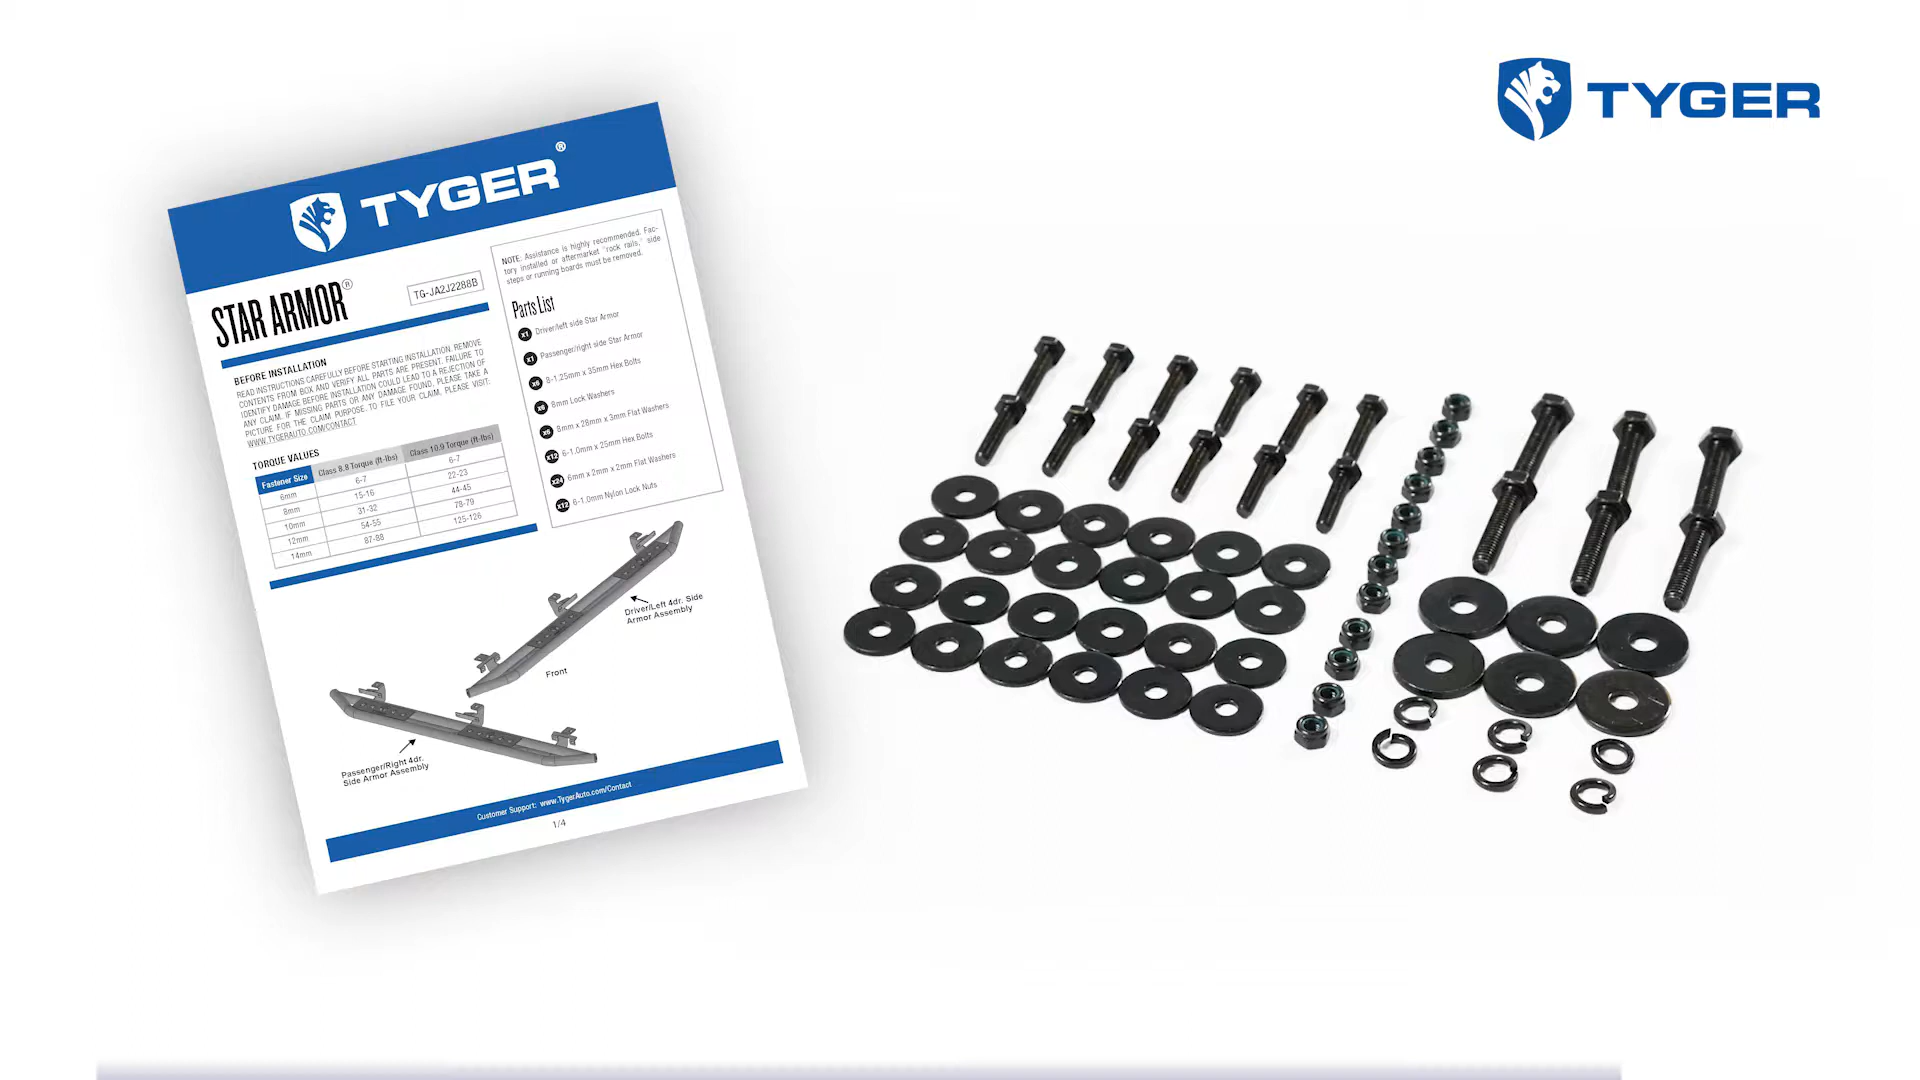 TYGER
TYGER®
STAR ARMOR®
TG-JA2J2288B
BEFORE INSTALLATION
READ INSTRUCTIONS CAREFULLY BEFORE STARTING INSTALLATION. REMOVE
CONTENTS FROM BOX AND VERIFY ALL PARTS ARE PRESENT. FAILURE TO
IDENTIFY DAMAGE BEFORE INSTALLATION COULD LEAD TO A REJECTION OF
ANY CLAIM. IF MISSING PARTS OR ANY DAMAGE FOUND, PLEASE TAKE A
PICTURE FOR THE CLAIM PURPOSE. TO FILE YOUR CLAIM, PLEASE VISIT.
WWW.TYGERAUTO.COM/CONTACT
TORQUE VALUES
Fastener Size Class 8.8 Torque (ft-lbs) Class 10.9 Torque (ft-lbs)
6mm 6-7 6-7
8mm 15-16 22-23
10mm 31-32 44-45
12mm 54-55 78-79
14mm 87-88 125-126
NOTE: Assistance is highly recommended. Fac-
tory installed or aftermarket "rock rails," side
steps or running boards must be removed.
Parts List
x1 Driver/left side Star Armor
x1 Passenger/right side Star Armor
x6 8-1.25mm x 35mm Hex Bolts
x6 8mm Lock Washers
x6 8mm x 28mm x 3mm Flat Washers
x12 6-1.0mm x 25mm Hex Bolts
x24 6mm x 2mm x 2mm Flat Washers
x12 6-1.0mm Nylon Lock Nuts
Driver/Left 4dr. Side
Armor Assembly
Front
Passenger/Right 4dr.
Side Armor Assembly
Customer Support: www.TygerAuto.com/Contact
1/4